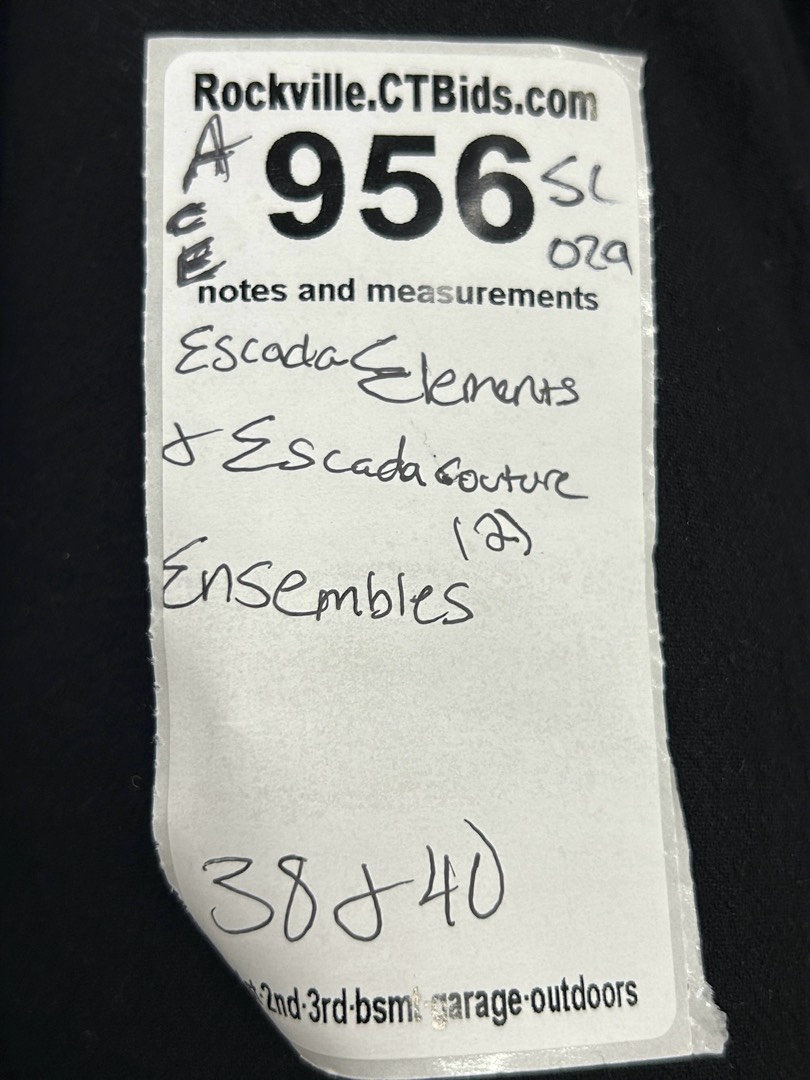 Rockville.CTBids.com
A
C
E
956
SL
029
notes and measurements
Escada Elements
& Escada couture
(2)
Ensembles
38 & 40
2nd·3rd·bsmt·garage·outdoors